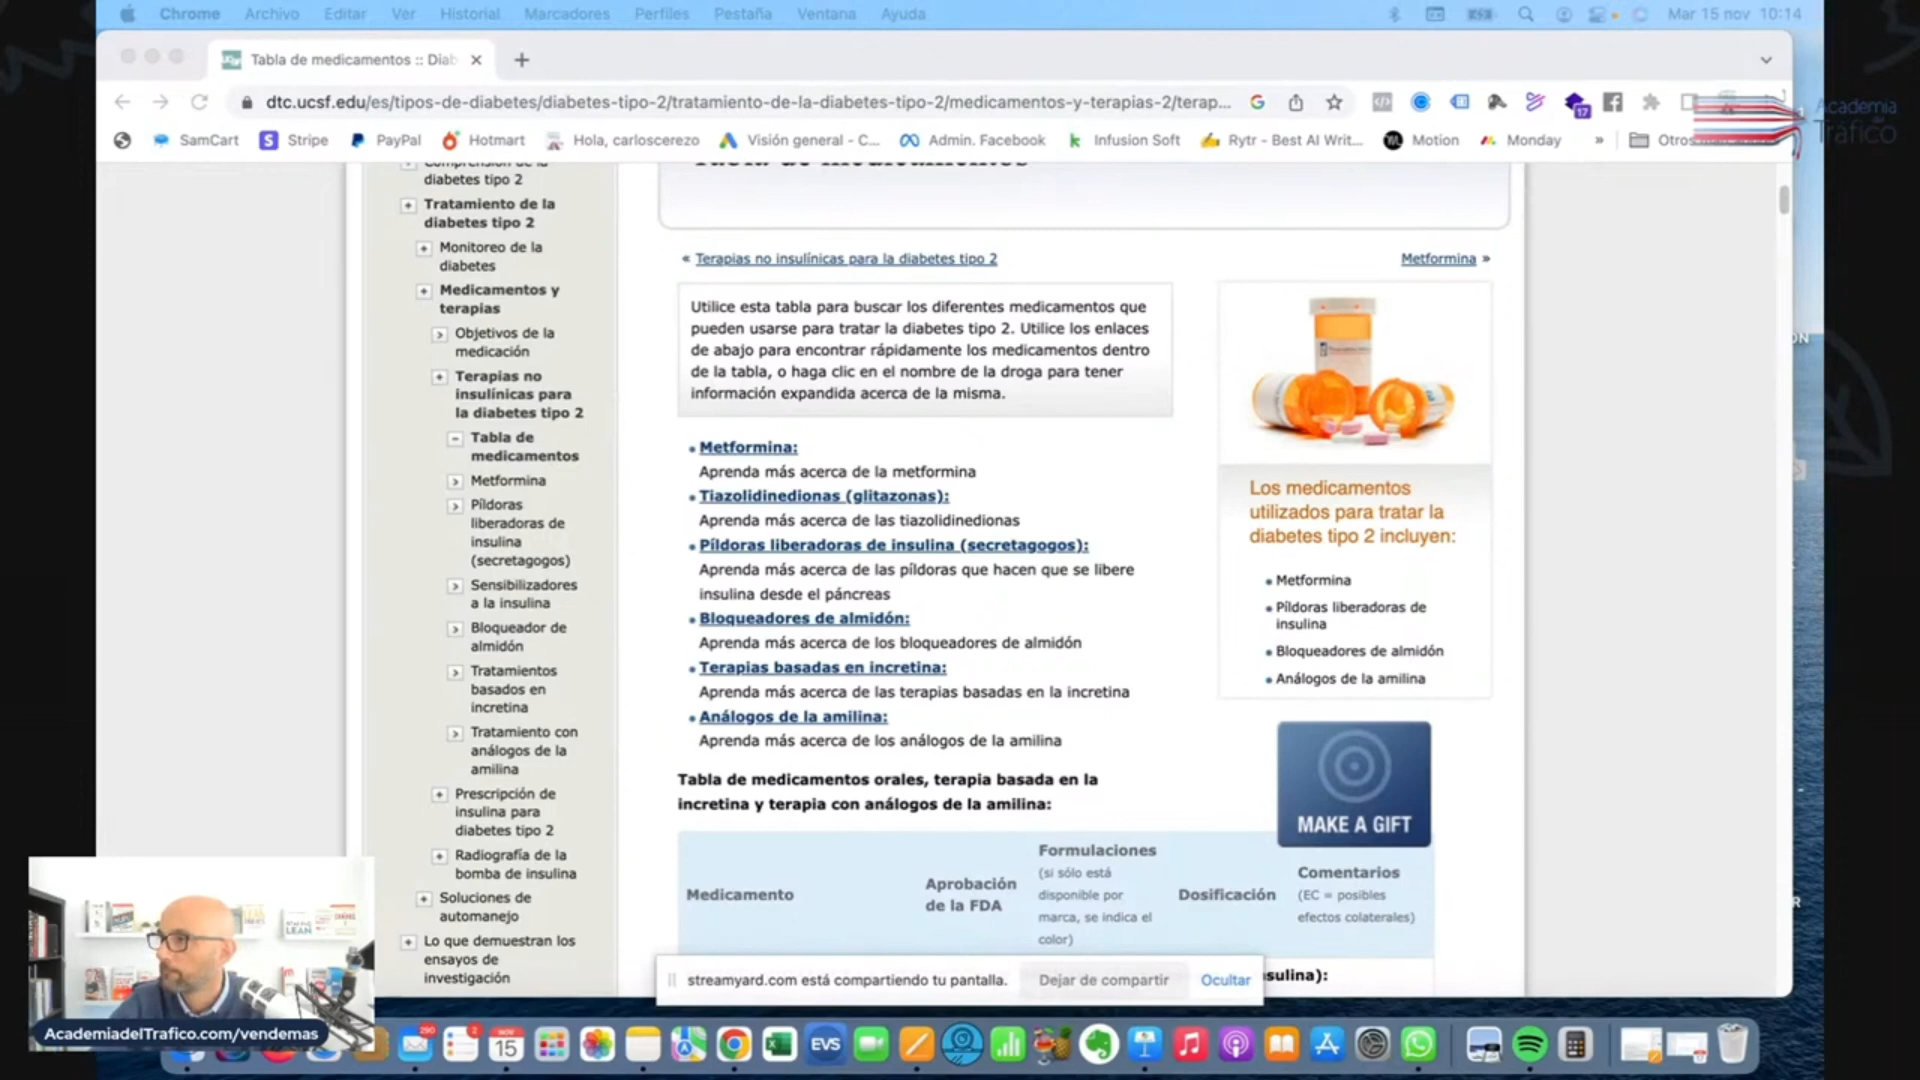 Chrome Archivo Editar Ver Historial Marcadores Perfiles Pestaña Ventana Ayuda Mar 15 nov 10:14
Tabla de medicamentos :: Diab
dtc.ucsf.edu/es/tipos-de-diabetes/diabetes-tipo-2/tratamiento-de-la-diabetes-tipo-2/medicamentos-y-terapias-2/terap...
17
Academia
Tráfico
SamCart Stripe PayPal Hotmart Hola, carloscerezo Visión general - C... Admin. Facebook Infusion Soft Rytr - Best AI Writ... Motion Monday » Otros
diabetes tipo 2
Tratamiento de la
diabetes tipo 2
Monitoreo de la
diabetes
Medicamentos y
terapias
Objetivos de la
medicación
Terapias no
insulínicas para
la diabetes tipo 2
Tabla de
medicamentos
Metformina
Píldoras
liberadoras de
insulina
(secretagogos)
Sensibilizadores
a la insulina
Bloqueador de
almidón
Tratamientos
basados en
incretina
Tratamiento con
análogos de la
amilina
Prescripción de
insulina para
diabetes tipo 2
Radiografía de la
bomba de insulina
Soluciones de
automanejo
Lo que demuestran los
ensayos de
investigación
« Terapias no insulínicas para la diabetes tipo 2
Metformina »
Utilice esta tabla para buscar los diferentes medicamentos que
pueden usarse para tratar la diabetes tipo 2. Utilice los enlaces
de abajo para encontrar rápidamente los medicamentos dentro
de la tabla, o haga clic en el nombre de la droga para tener
información expandida acerca de la misma.
• Metformina:
Aprenda más acerca de la metformina
• Tiazolidinedionas (glitazonas):
Aprenda más acerca de las tiazolidinedionas
• Píldoras liberadoras de insulina (secretagogos):
Aprenda más acerca de las píldoras que hacen que se libere
insulina desde el páncreas
• Bloqueadores de almidón:
Aprenda más acerca de los bloqueadores de almidón
• Terapias basadas en incretina:
Aprenda más acerca de las terapias basadas en la incretina
• Análogos de la amilina:
Aprenda más acerca de los análogos de la amilina
Los medicamentos
utilizados para tratar la
diabetes tipo 2 incluyen:
• Metformina
• Píldoras liberadoras de
insulina
• Bloqueadores de almidón
• Análogos de la amilina
MAKE A GIFT
Tabla de medicamentos orales, terapia basada en la
incretina y terapia con análogos de la amilina:
Medicamento
Aprobación
de la FDA
Formulaciones
(si sólo está
disponible por
marca, se indica el
color)
Dosificación
Comentarios
(EC = posibles
efectos colaterales)
sulina):
streamyard.com está compartiendo tu pantalla. Dejar de compartir Ocultar
AcademiadelTrafico.com/vendemas
290
2
NOV
15
EVS